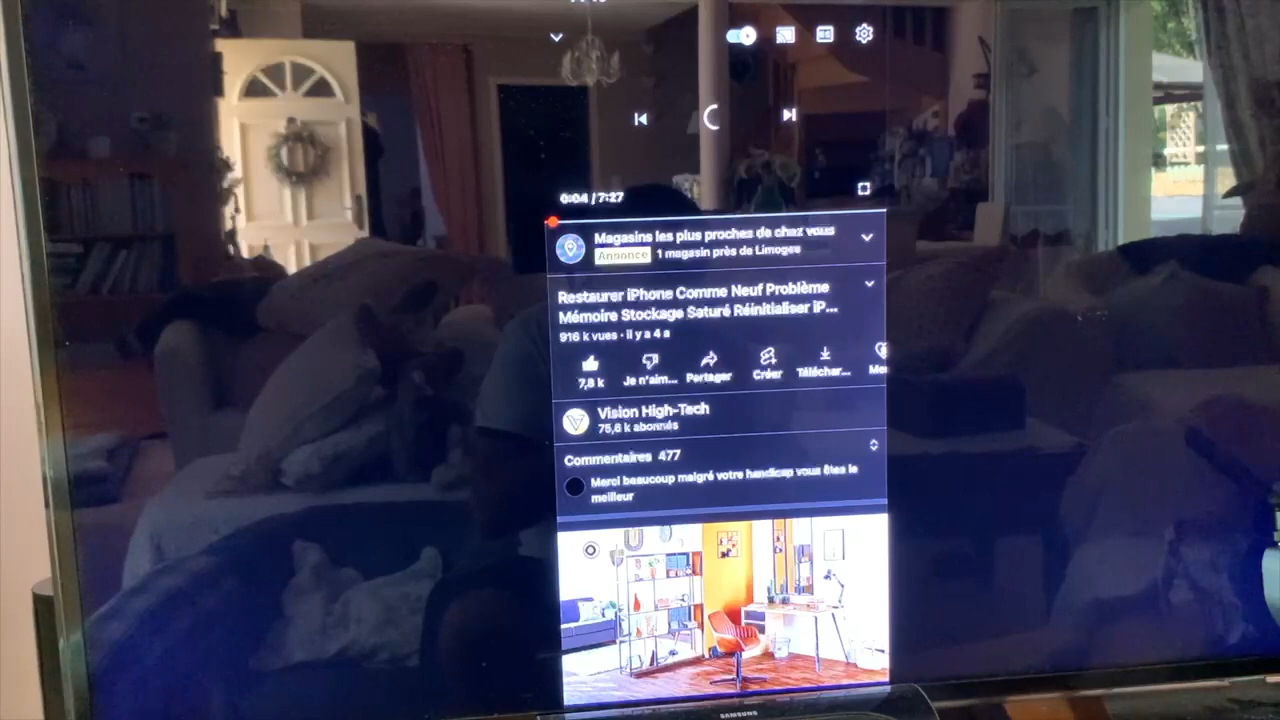 0:04 / 7:27
Magasins les plus proches de chez vous
Annonce 1 magasin près de Limoges
Restaurer iPhone Comme Neuf Problème
Mémoire Stockage Saturé Réinitialiser iP...
916 k vues · il y a 4 a
7,8 k Je n'aim... Partager Créer Téléchar...
Vision High-Tech
75,6 k abonnés
Commentaires 477
Merci beaucoup malgré votre handicap vous êtes le
meilleur
SAMSUNG